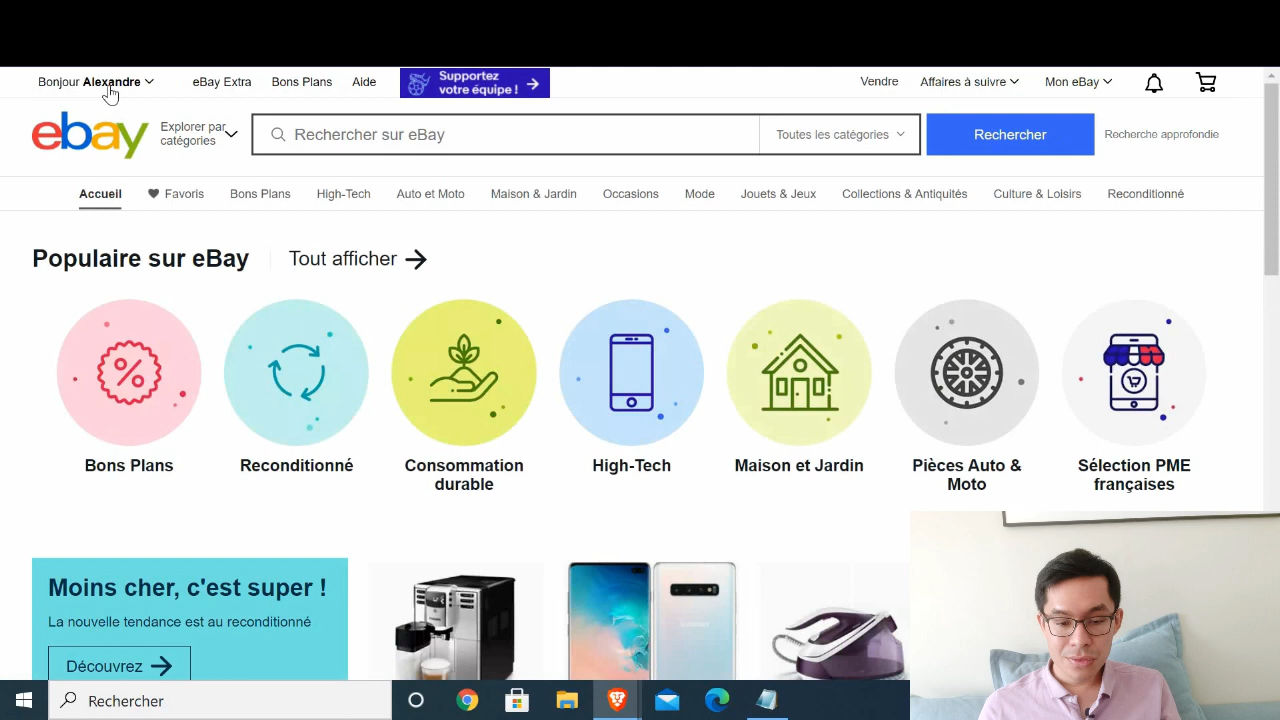 Bonjour Alexandre
eBay Extra
Bons Plans
Aide
Supportez
votre équipe !
Vendre
Affaires à suivre
Mon eBay
ebay
Explorer par
catégories
Rechercher sur eBay
Toutes les catégories
Rechercher
Recherche approfondie
Accueil
Favoris
Bons Plans
High-Tech
Auto et Moto
Maison & Jardin
Occasions
Mode
Jouets & Jeux
Collections & Antiquités
Culture & Loisirs
Reconditionné
Populaire sur eBay
Tout afficher
Bons Plans
Reconditionné
Consommation
durable
High-Tech
Maison et Jardin
Pièces Auto &
Moto
Sélection PME
françaises
Moins cher, c'est super !
La nouvelle tendance est au reconditionné
Découvrez
Rechercher